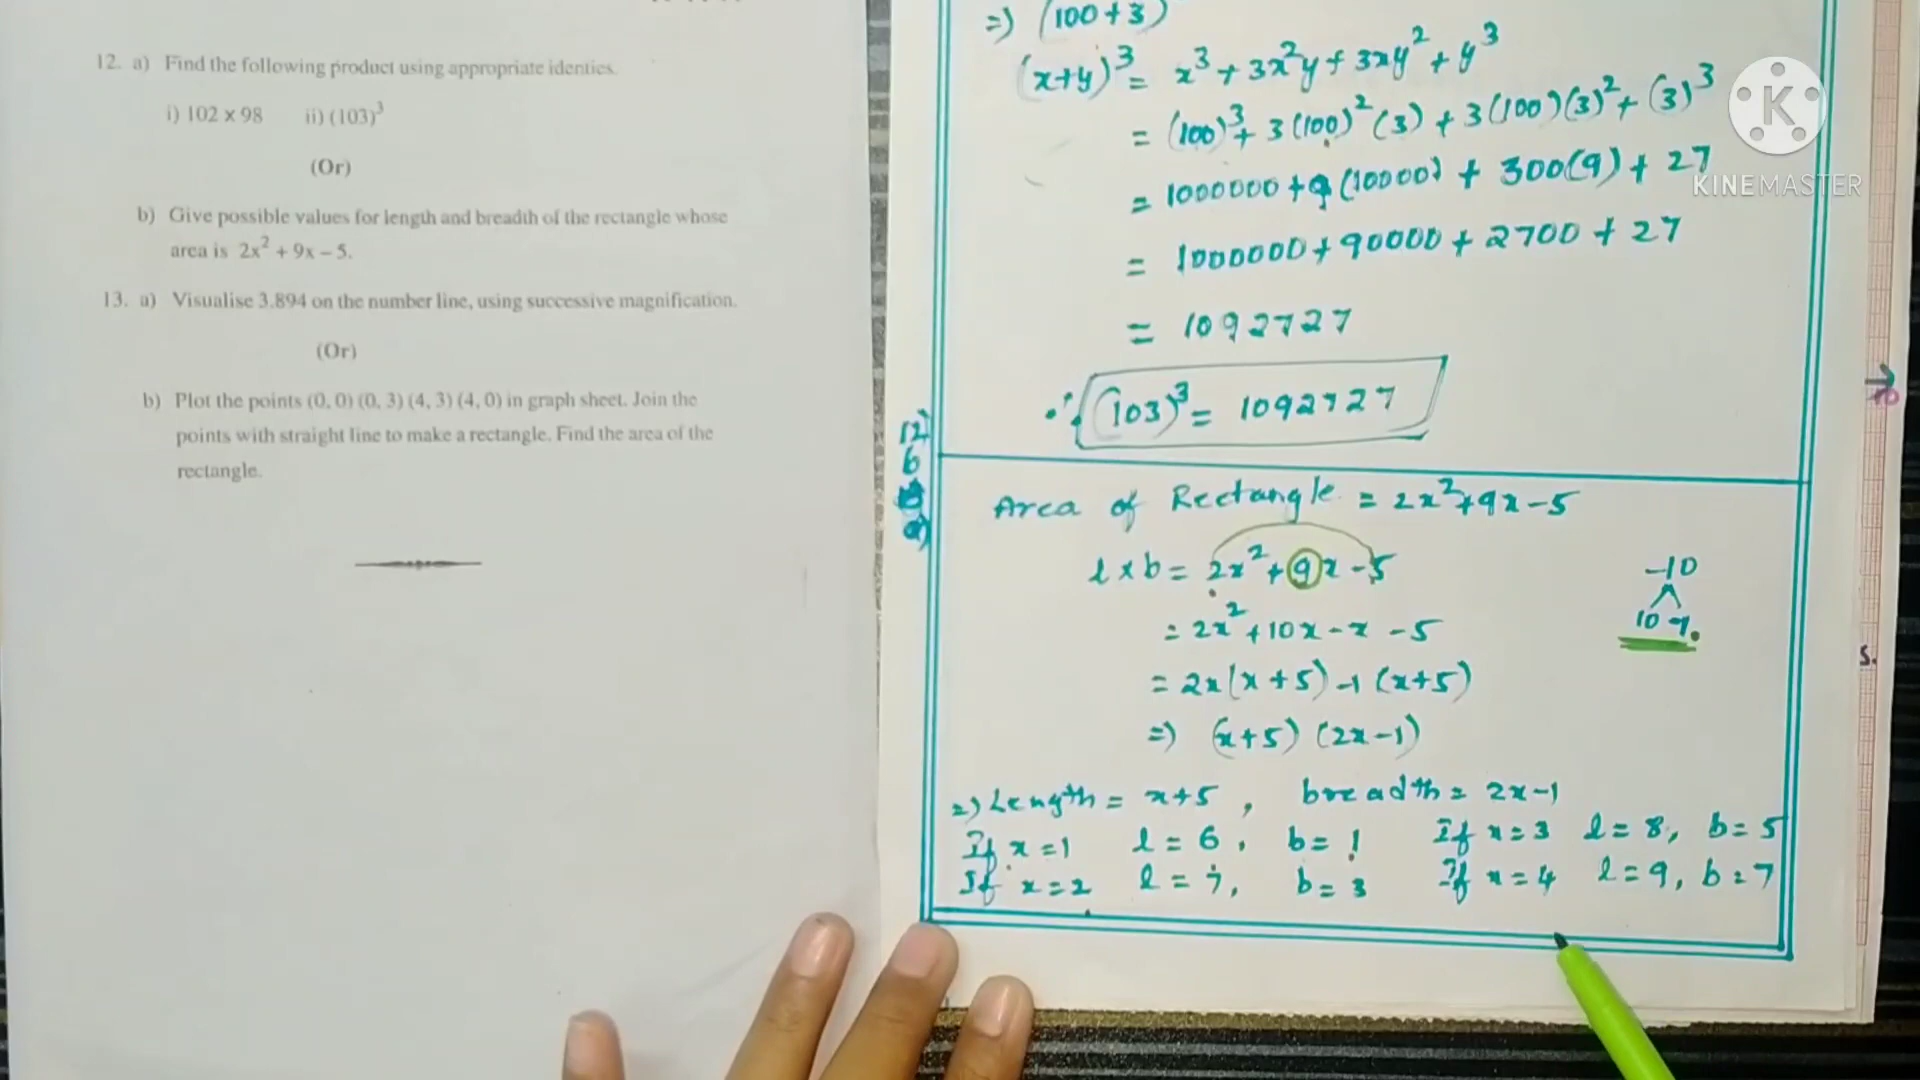 12. a) Find the following product using appropriate identies.
i) 102 × 98 ii) (103)³
(Or)
b) Give possible values for length and breadth of the rectangle whose
area is 2x² + 9x – 5.
13. a) Visualise 3.894 on the number line, using successive magnification.
(Or)
b) Plot the points (0, 0) (0, 3) (4, 3) (4, 0) in graph sheet. Join the
points with straight line to make a rectangle. Find the area of the
rectangle.
=) (100+3)
(x+y)³ = x³ + 3x²y + 3xy² + y³
= (100)³ + 3(100)²(3) + 3(100)(3)² + (3)³
= 1000000 + 9(10000) + 300(9) + 27
= 1000000 + 90000 + 2700 + 27
= 1092727
∴ (103)³ = 1092727
12)
b
Area of Rectangle = 2x²+9x-5
l x b = 2x²+9x-5
= 2x²+10x-x-5
= 2x(x+5)-1(x+5)
=) (x+5) (2x-1)
-10
10 -1
=) Length = x+5, breadth = 2x-1
If x=1 l = 6, b = 1 If x=3 l=8, b=5
If x=2 l = 7, b=3 If x=4 l=9, b=7
K
KINEMASTER
s.